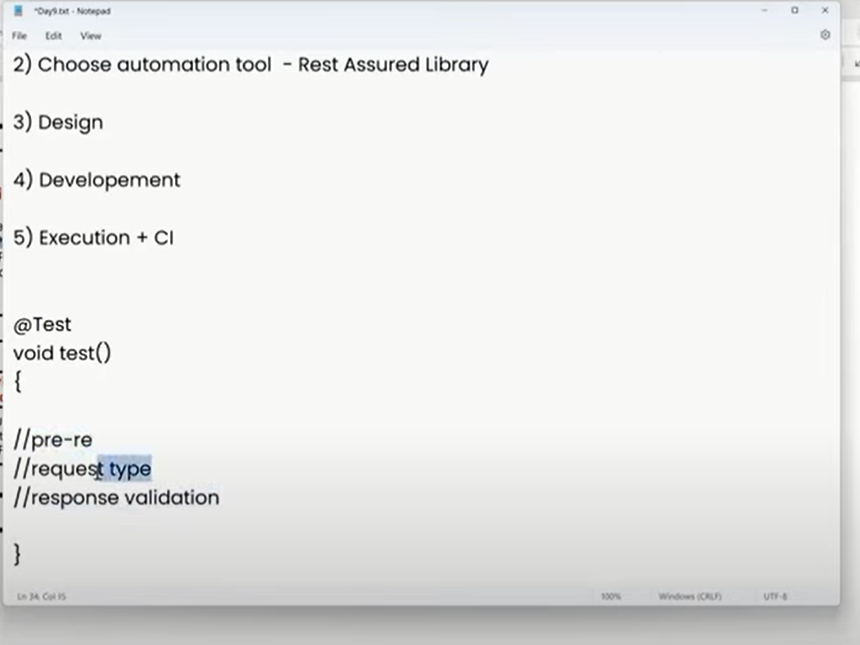 *Day9.txt - Notepad
File Edit View
2) Choose automation tool - Rest Assured Library
3) Design
4) Developement
5) Execution + CI
@Test
void test()
{
//pre-re
//request type
//response validation
}
Ln 34, Col 15 100% Windows (CRLF) UTF-8